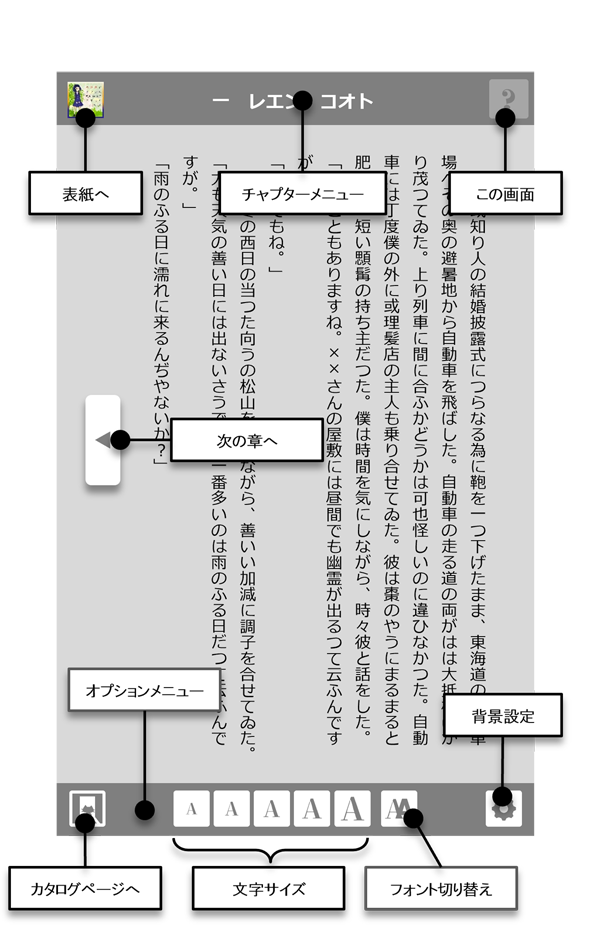 一 レエン コオト
?
表紙へ
チャプターメニュー
この画面
知り人の結婚披露式につらなる為に鞄を一つ下げたまま、東海道の 車
場へその奥の避暑地から自動車を飛ばした。自動車の走る道の両がはは大抵 が
り茂つてゐた。上り列車に間に合ふかどうかは可也怪しいのに違ひなかつた。自動
車には丁度僕の外に或理髪店の主人も乗り合せてゐた。彼は棗のやうにまるまると
肥 短い顋髯の持ち主だつた。僕は時間を気にしながら、時々彼と話をした。
「 こともありますね。××さんの屋敷には昼間でも幽霊が出るつて云ふんです
が
「 もね。」
の西日の当つた向うの松山を ながら、善いい加減に調子を合せてゐた。
「 も天気の善い日には出ないさうで 一番多いのは雨のふる日だつ 云ふんで
すが。」
「雨のふる日に濡れに来るんぢやないか？」
次の章へ
オプションメニュー
背景設定
A A A A A A A
カタログページへ
文字サイズ
フォント切り替え